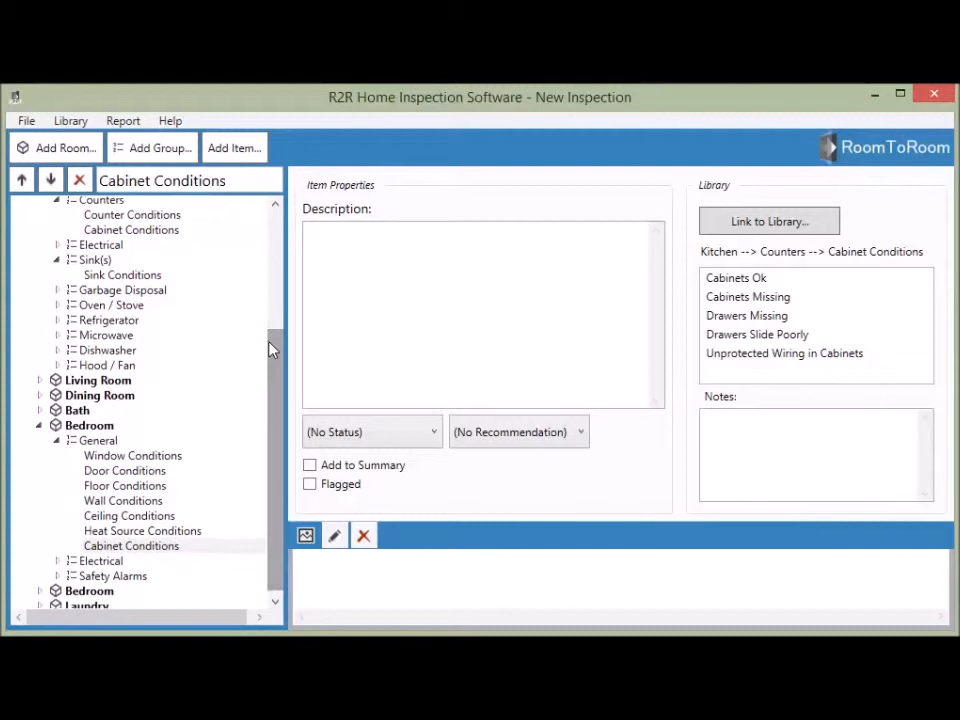 R2R Home Inspection Software - New Inspection
File Library Report Help
Add Room... Add Group... Add Item...
RoomToRoom
Cabinet Conditions
Counters
Counter Conditions
Cabinet Conditions
Electrical
Sink(s)
Sink Conditions
Garbage Disposal
Oven / Stove
Refrigerator
Microwave
Dishwasher
Hood / Fan
Living Room
Dining Room
Bath
Bedroom
General
Window Conditions
Door Conditions
Floor Conditions
Wall Conditions
Ceiling Conditions
Heat Source Conditions
Cabinet Conditions
Electrical
Safety Alarms
Bedroom
Laundry
Item Properties
Description:
(No Status) (No Recommendation)
Add to Summary
Flagged
Library
Link to Library...
Kitchen --> Counters --> Cabinet Conditions
Cabinets Ok
Cabinets Missing
Drawers Missing
Drawers Slide Poorly
Unprotected Wiring in Cabinets
Notes: